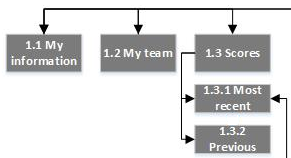 1.1 My
information
1.2 My team
1.3 Scores
1.3.1 Most
recent
1.3.2
Previous